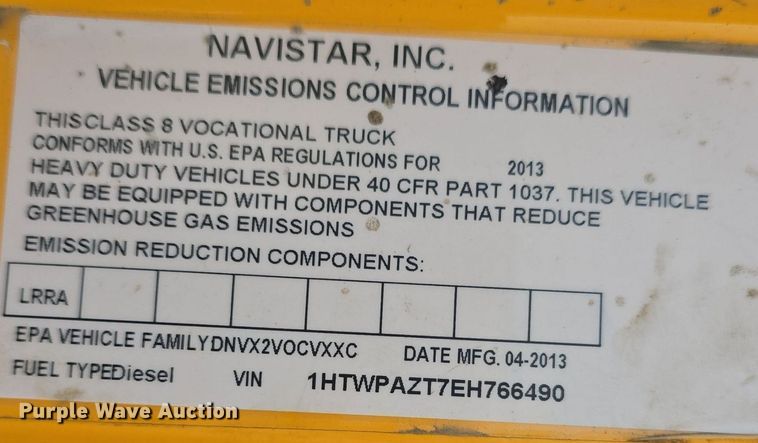 NAVISTAR, INC.
VEHICLE EMISSIONS CONTROL INFORMATION
THISCLASS 8 VOCATIONAL TRUCK
CONFORMS WITH U.S. EPA REGULATIONS FOR 2013
HEAVY DUTY VEHICLES UNDER 40 CFR PART 1037. THIS VEHICLE
MAY BE EQUIPPED WITH COMPONENTS THAT REDUCE
GREENHOUSE GAS EMISSIONS
EMISSION REDUCTION COMPONENTS:
LRRA
EPA VEHICLE FAMILYDNVX2VOCVXXC DATE MFG. 04-2013
FUEL TYPEDiesel VIN 1HTWPAZT7EH766490
Purple Wave Auction